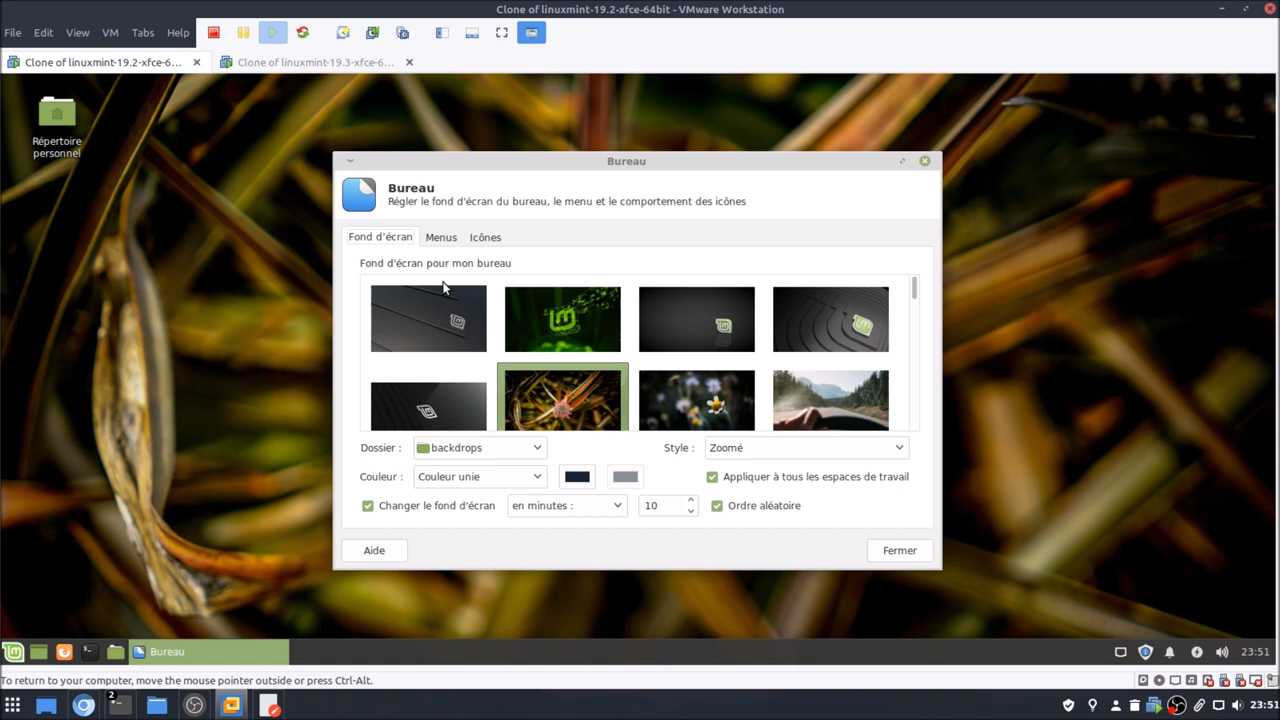 Clone of linuxmint-19.2-xfce-64bit - VMware Workstation
File Edit View VM Tabs Help
Clone of linuxmint-19.2-xfce-6... Clone of linuxmint-19.3-xfce-6...
Répertoire
personnel
Bureau
Bureau
Régler le fond d'écran du bureau, le menu et le comportement des icônes
Fond d'écran Menus Icônes
Fond d'écran pour mon bureau
Dossier : backdrops Style : Zoomé
Couleur : Couleur unie Appliquer à tous les espaces de travail
Changer le fond d'écran en minutes : 10 Ordre aléatoire
Aide Fermer
Bureau 23:51
To return to your computer, move the mouse pointer outside or press Ctrl-Alt.
2 23:51